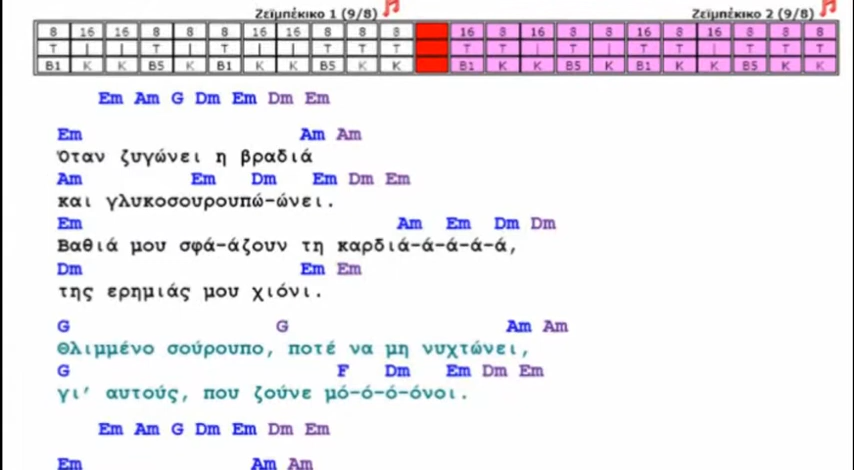 Ζεϊμπέκικο 1 (9/8) Ζεϊμπέκικο 2 (9/8)
8 16 16 8 8 8 16 16 8 8 8 16 8 16 8 8 16 8 16 8 8
T | | T | T | | T T T T T | T T T T | T T T
B1 K K B5 K B1 K K B5 K K B1 K K B5 K B1 K K B5 K K
Em Am G Dm Em Dm Em
Em Am Am
Όταν ζυγώνει η βραδιά
Am Em Dm Em Dm Em
και γλυκοσουρουπώ-ώνει.
Em Am Em Dm Dm
Βαθιά μου σφά-άζουν τη καρδιά-ά-ά-ά-ά,
Dm Em Em
της ερημιάς μου χιόνι.
G G Am Am
Θλιμμένο σούρουπο, ποτέ να μη νυχτώνει,
G F Dm Em Dm Em
γι’ αυτούς, που ζούνε μό-ό-ό-όνοι.
Em Am G Dm Em Dm Em
Em Am Am